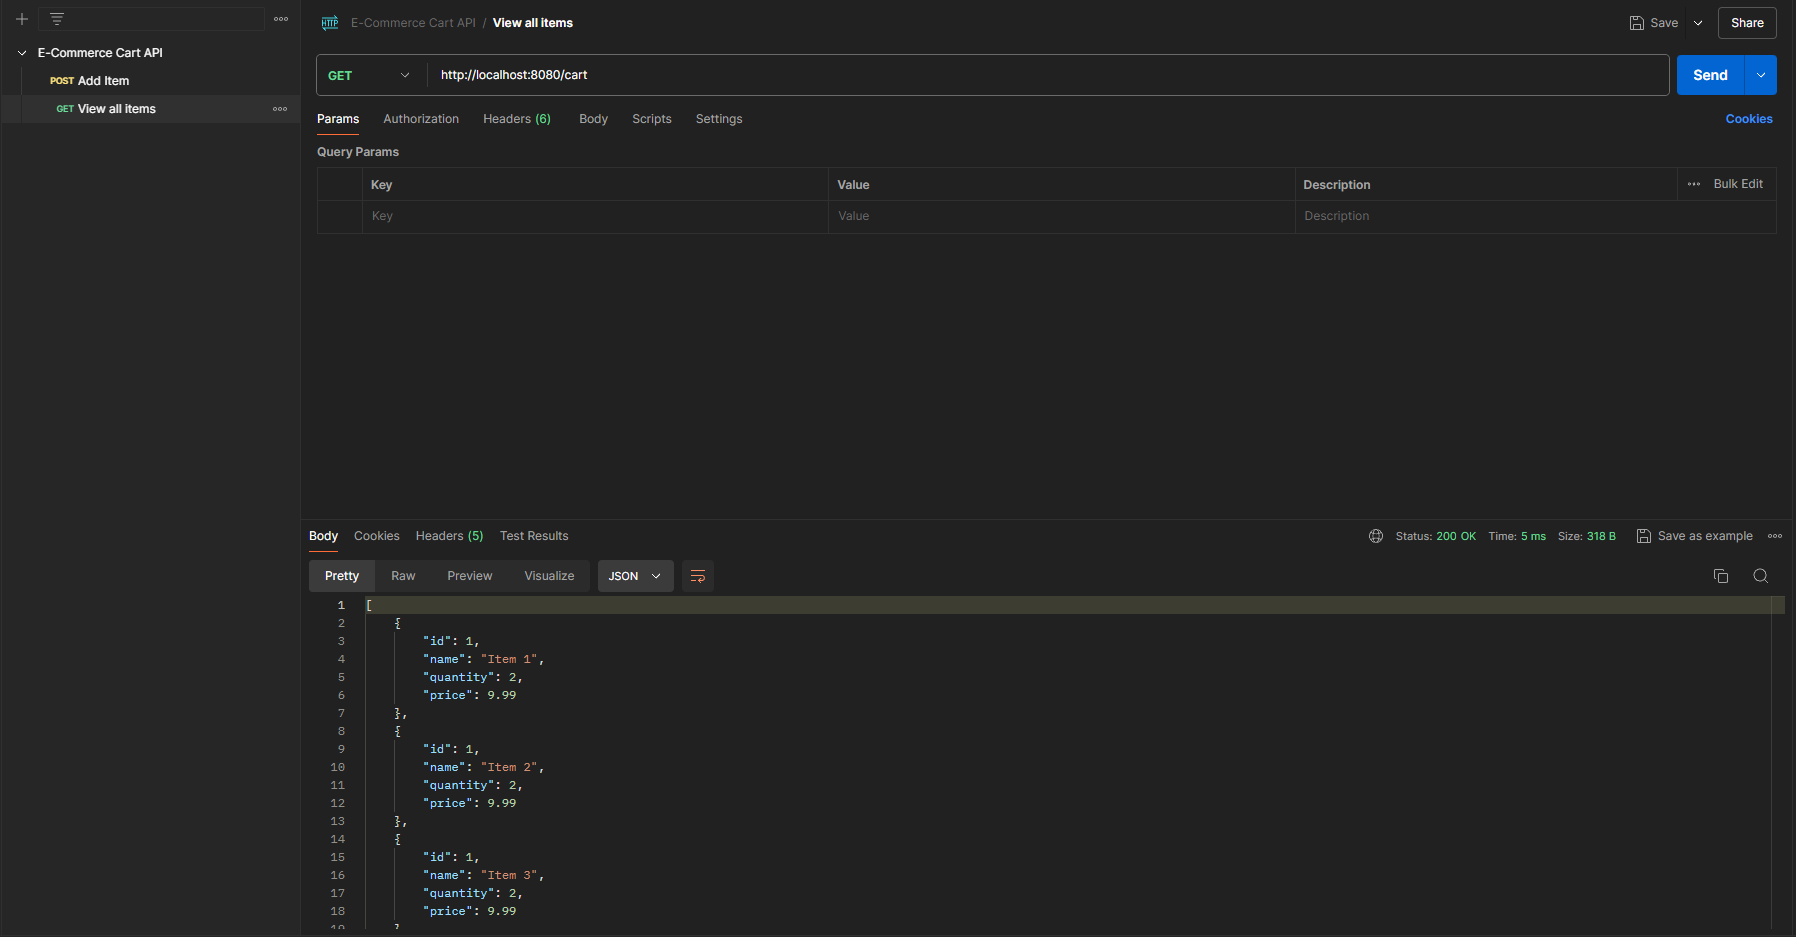 E-Commerce Cart API
POST Add Item
GET View all items
HTTP E-Commerce Cart API / View all items
Save
Share
GET
http://localhost:8080/cart
Send
Params Authorization Headers (6) Body Scripts Settings
Cookies
Query Params
Key Value Description Bulk Edit
Key Value Description
Body Cookies Headers (5) Test Results
Status: 200 OK Time: 5 ms Size: 318 B
Save as example
Pretty Raw Preview Visualize JSON
1 [
2 {
3 "id": 1,
4 "name": "Item 1",
5 "quantity": 2,
6 "price": 9.99
7 },
8 {
9 "id": 1,
10 "name": "Item 2",
11 "quantity": 2,
12 "price": 9.99
13 },
14 {
15 "id": 1,
16 "name": "Item 3",
17 "quantity": 2,
18 "price": 9.99